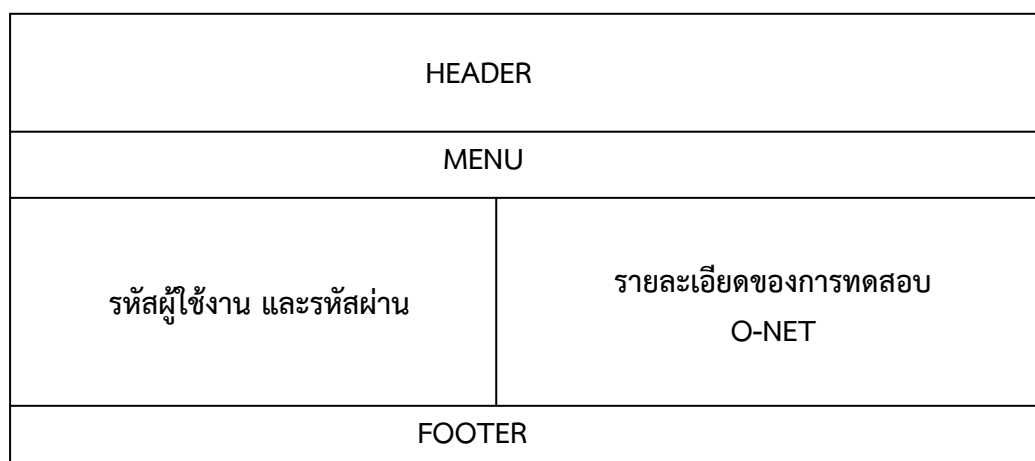 HEADER
MENU
รหัสผู้ใช้งาน และรหัสผ่าน
รายละเอียดของการทดสอบ
O-NET
FOOTER